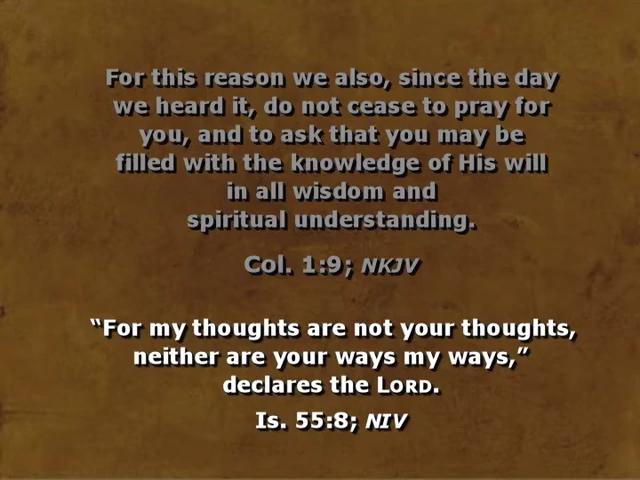 For this reason we also, since the day
we heard it, do not cease to pray for
you, and to ask that you may be
filled with the knowledge of His will
in all wisdom and
spiritual understanding.
Col. 1:9; NKJV
“For my thoughts are not your thoughts,
neither are your ways my ways,”
declares the LORD.
Is. 55:8; NIV